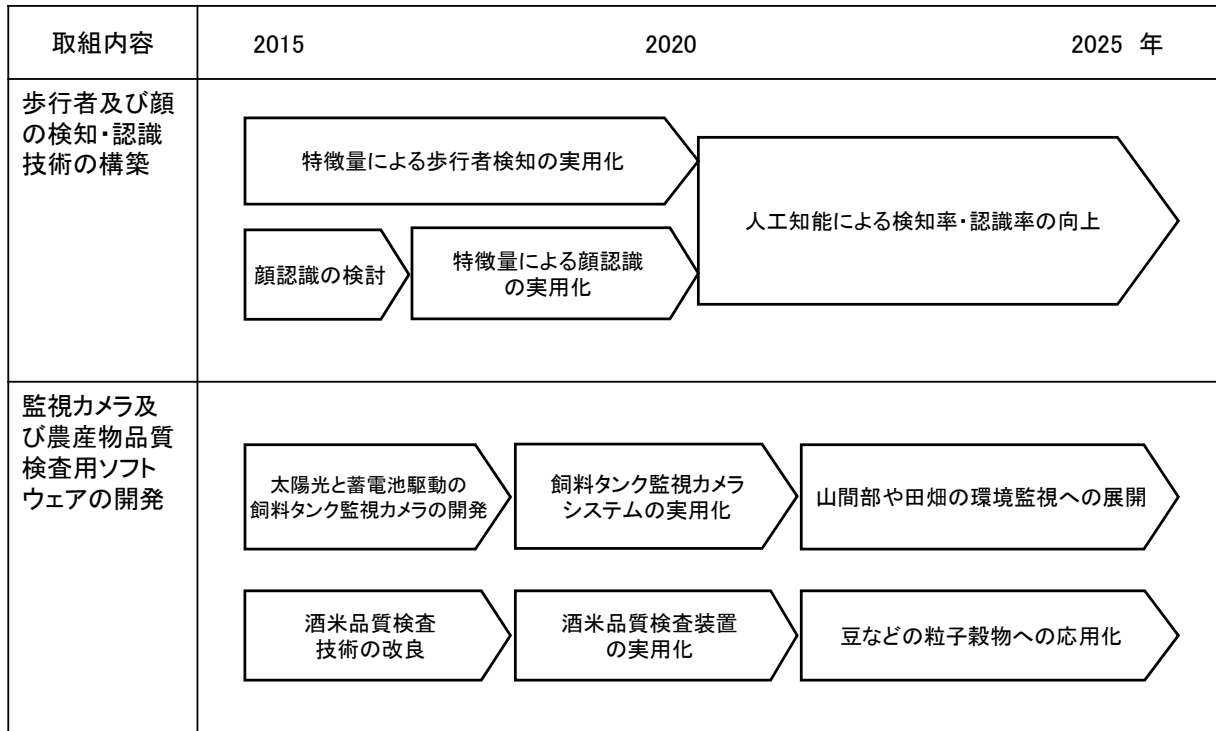 取組内容
2015
2020
2025 年
歩行者及び顔
の検知・認識
技術の構築
特徴量による歩行者検知の実用化
顔認識の検討
特徴量による顔認識
の実用化
人工知能による検知率・認識率の向上
監視カメラ及
び農産物品質
検査用ソフト
ウェアの開発
太陽光と蓄電池駆動の
飼料タンク監視カメラの開発
飼料タンク監視カメラ
システムの実用化
山間部や田畑の環境監視への展開
酒米品質検査
技術の改良
酒米品質検査装置
の実用化
豆などの粒子穀物への応用化